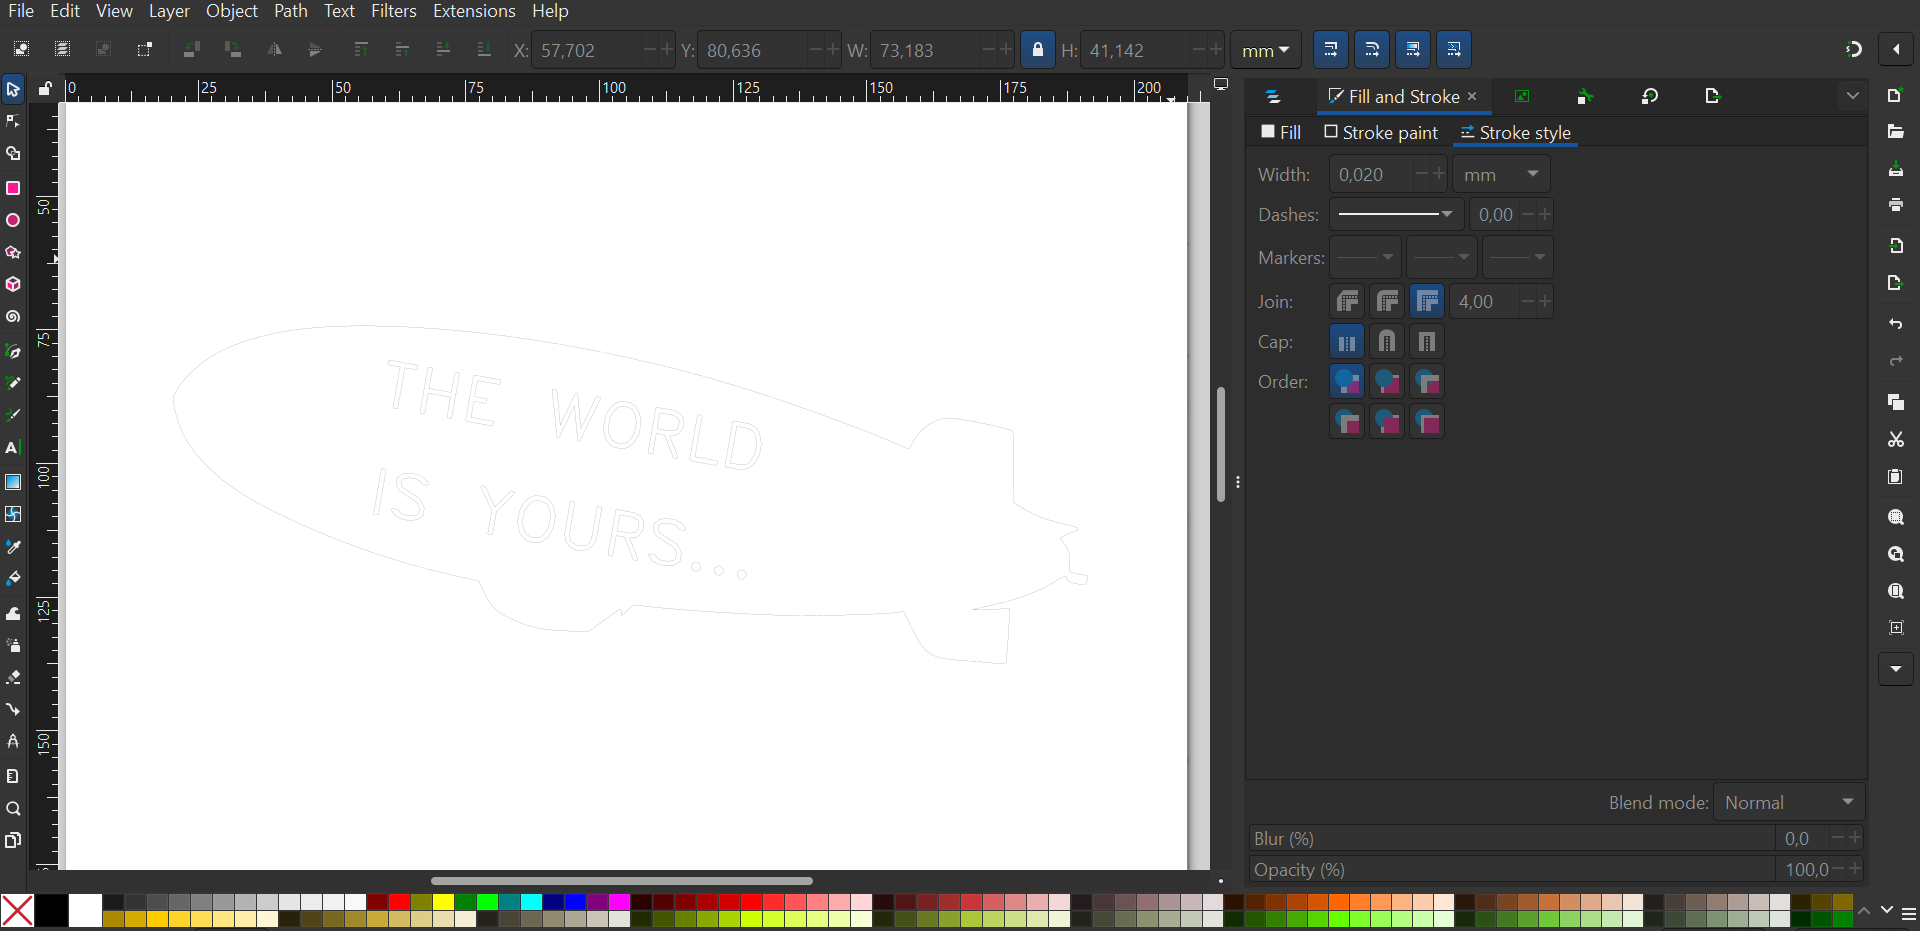 File Edit View Layer Object Path Text Filters Extensions Help
X: 57,702 Y: 80,636 W: 73,183 H: 41,142 mm
0 25 50 75 100 125 150 175 200
Fill and Stroke
Fill Stroke paint Stroke style
Width: 0,020 mm
Dashes: 0,00
Markers:
Join: 4,00
Cap:
Order:
50
75
100
125
150
THE WORLD
IS YOURS...
Blend mode: Normal
Blur (%) 0,0
Opacity (%) 100,0